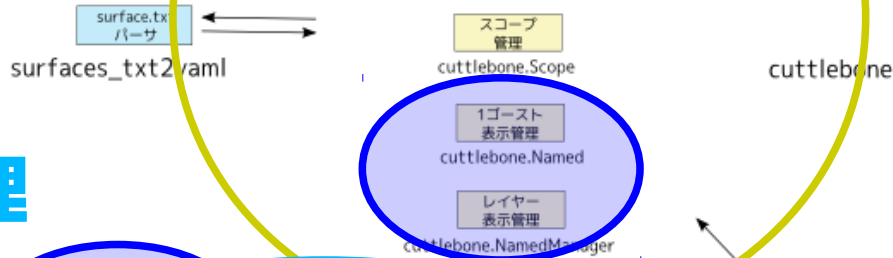 surface.txt
パーサ
surfaces_txt2yaml
スコープ
管理
cuttlebone.Scope
cuttlebone
1ゴースト
表示管理
cuttlebone.Named
レイヤー
表示管理
cuttlebone.NamedManager